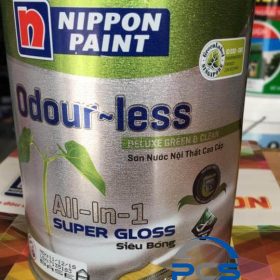 n
NIPPON
PAINT
Odour~less
DELUXE GREEN & CLEAN
Sơn Nước Nội Thất Cao Cấp
All-In-1
SUPER GLOSS
Siêu Bóng
BASE